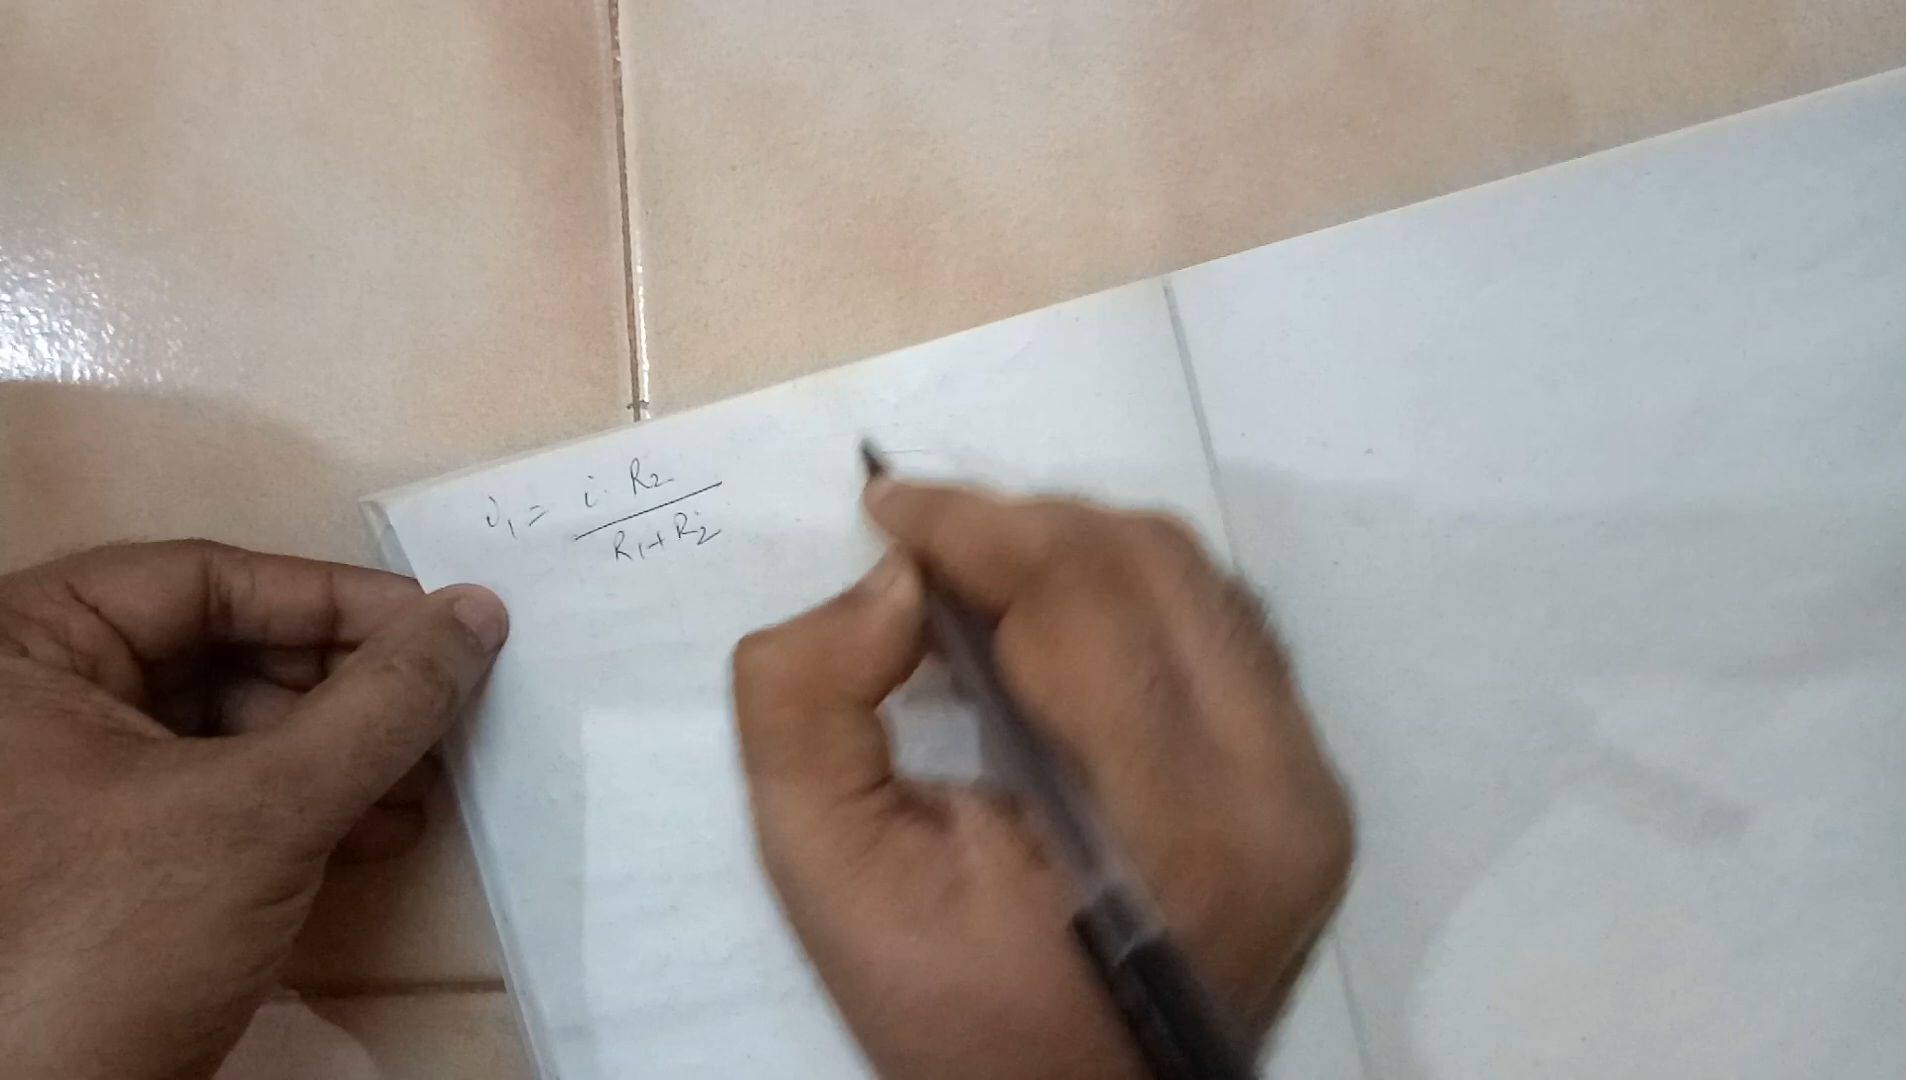 i₁ = i · R₂ / (R₁ + R₂)